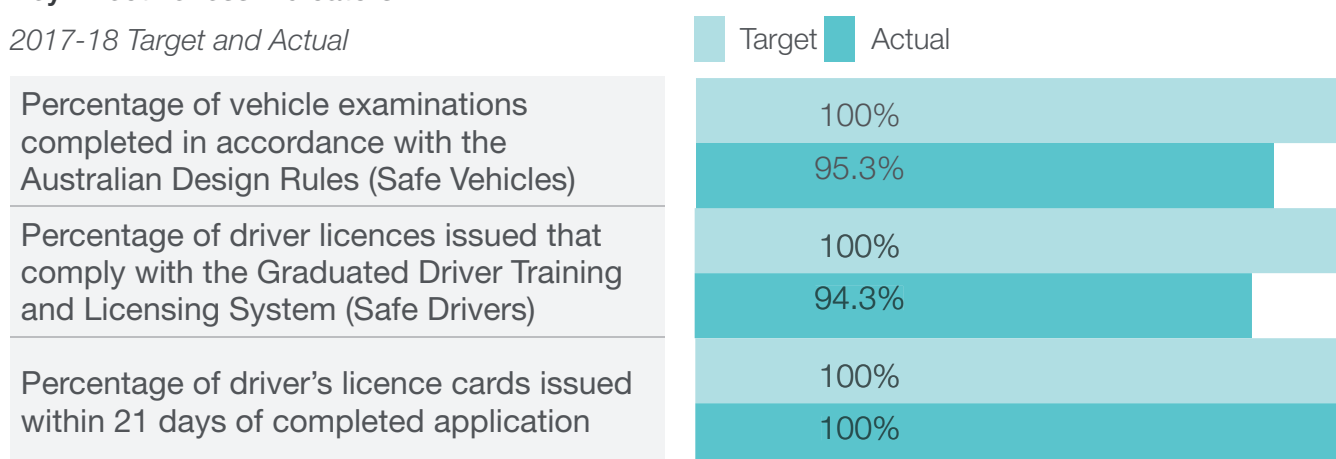 2017-18 Target and Actual
Target
Actual
Percentage of vehicle examinations
completed in accordance with the
Australian Design Rules (Safe Vehicles)
100%
95.3%
Percentage of driver licences issued that
comply with the Graduated Driver Training
and Licensing System (Safe Drivers)
100%
94.3%
Percentage of driver’s licence cards issued
within 21 days of completed application
100%
100%